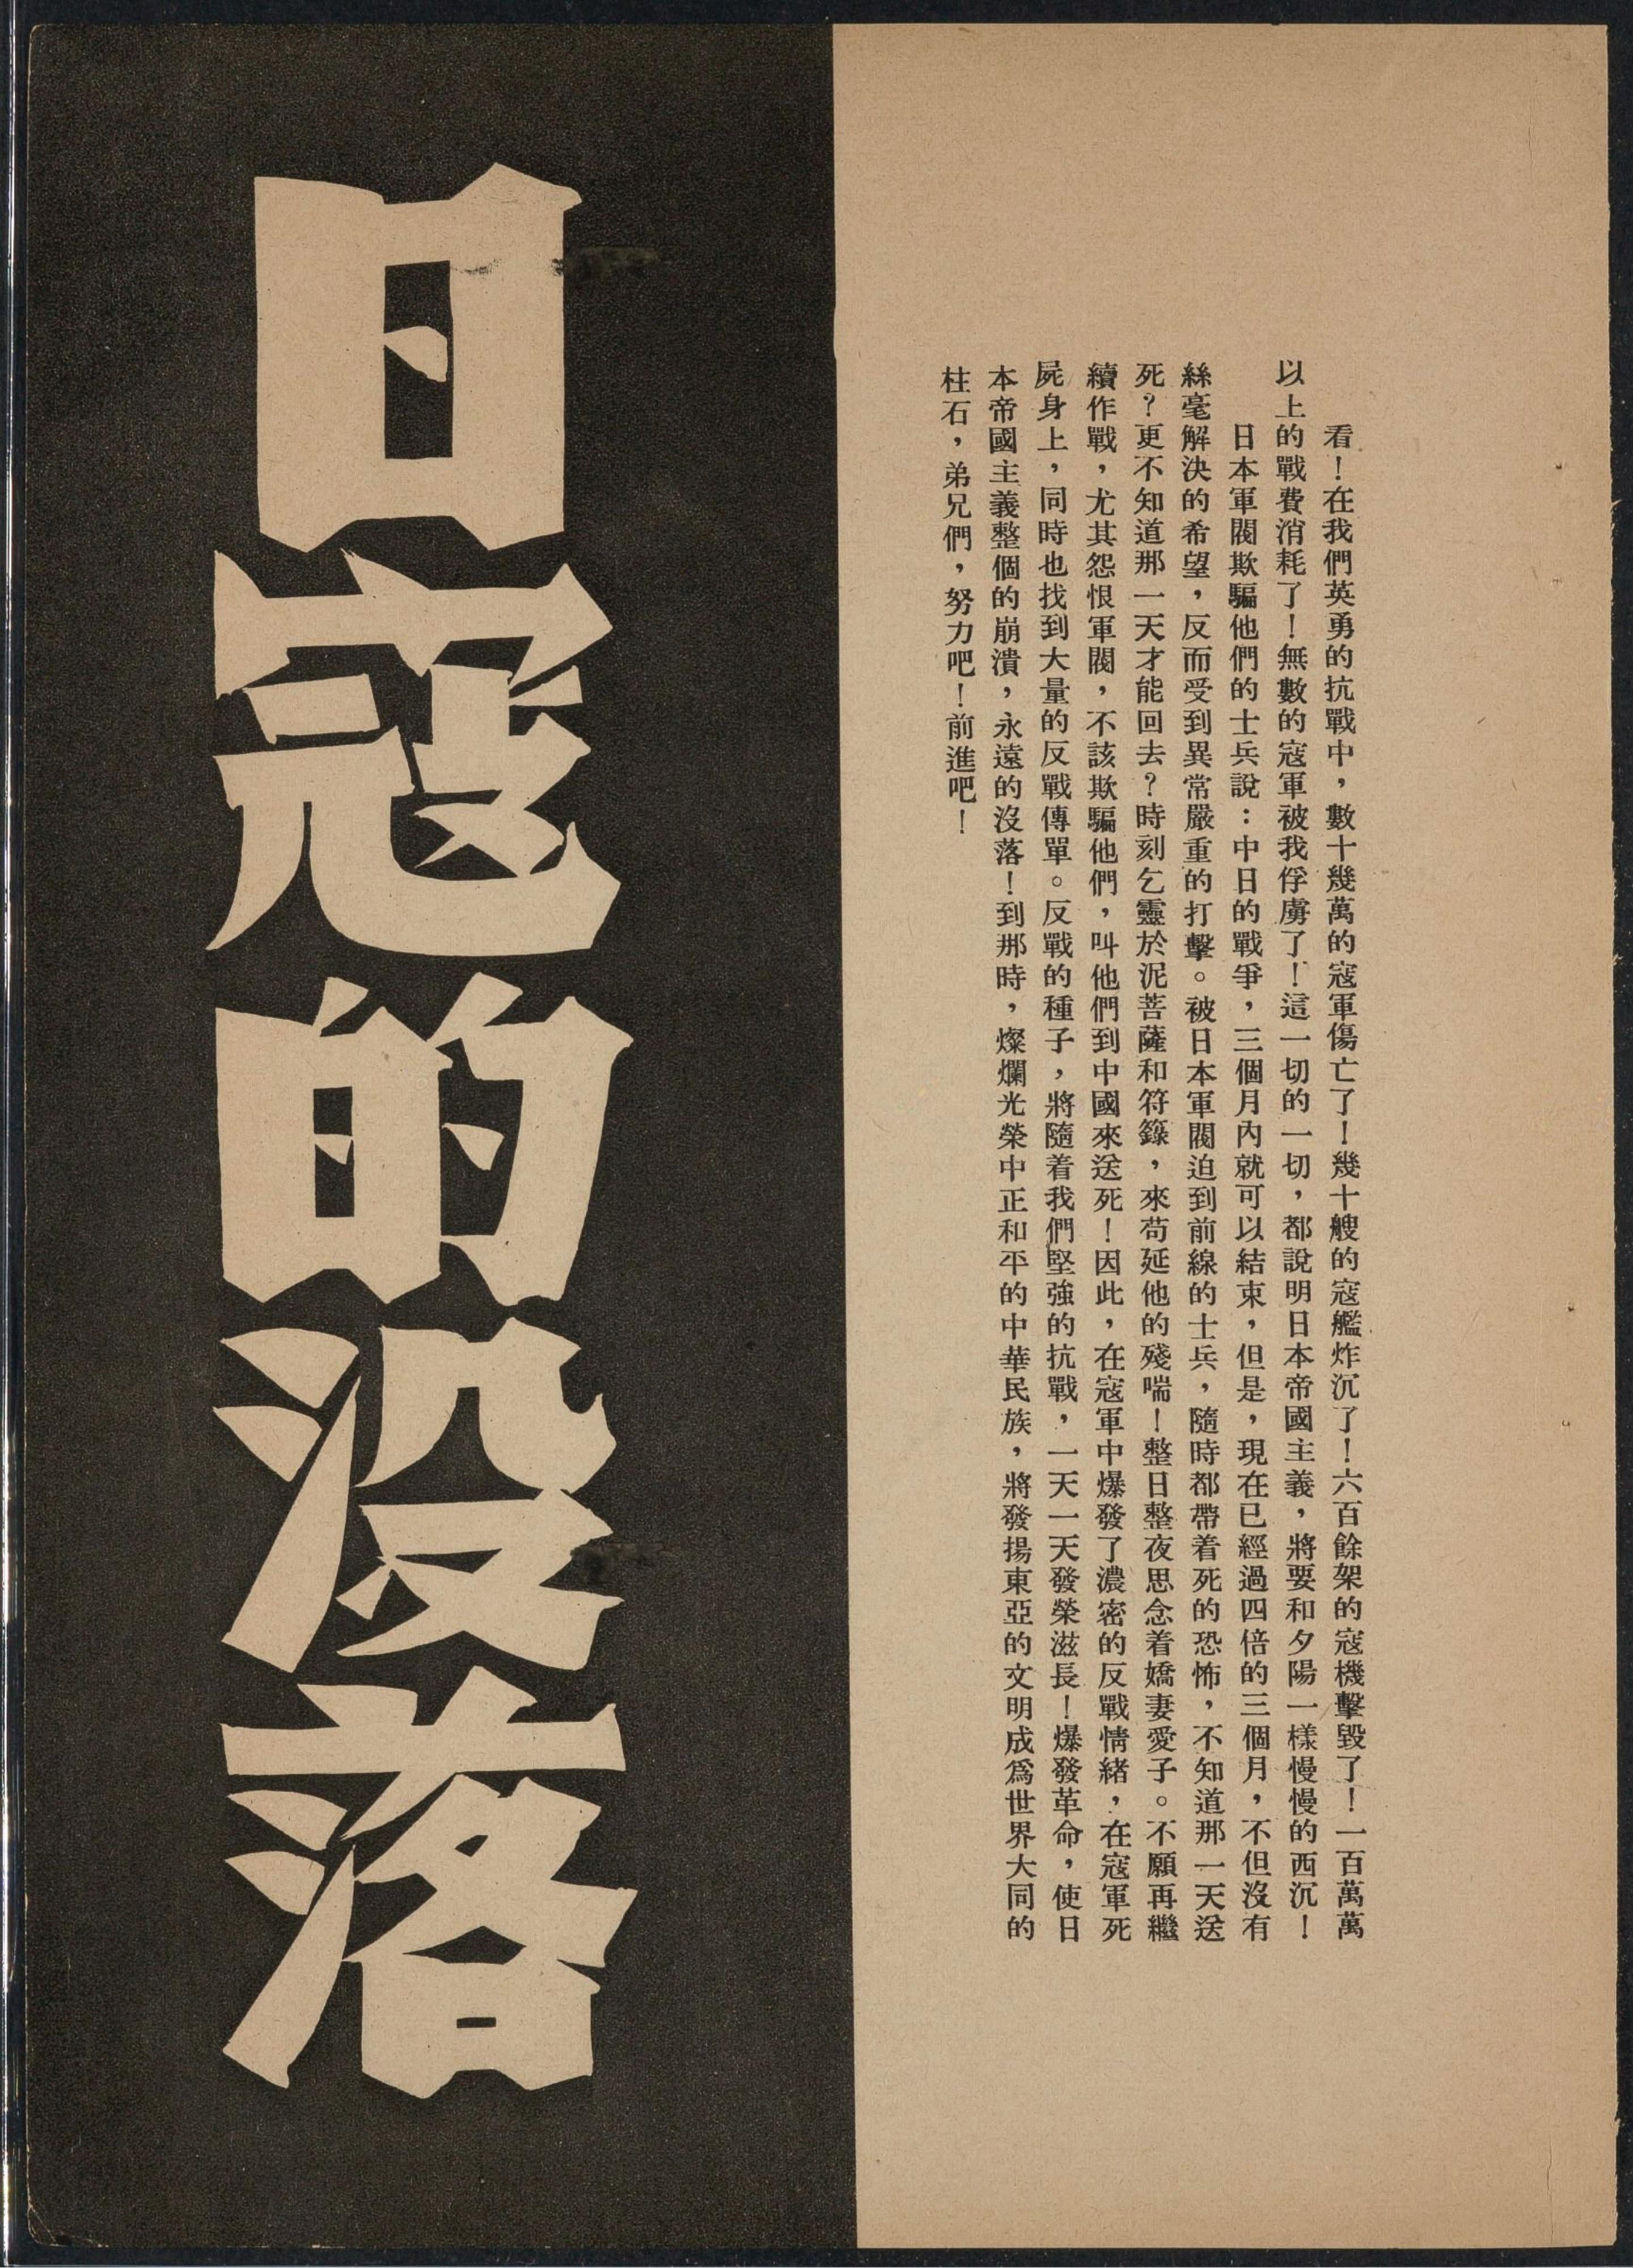 看！在我們英勇的抗戰中，數十幾萬的寇軍傷亡了！幾十艘的寇艦炸沉了！六百餘架的寇機擊毀了！一百萬萬
以上的戰費消耗了！無數的寇軍被我俘虜了！這一切的一切，都說明日本帝國主義，將要和夕陽一樣慢慢的西沉！
日本軍閥欺騙他們的士兵說：中日的戰爭，三個月內就可以結束，但是，現在已經過四倍的三個月，不但沒有
絲毫解決的希望，反而受到異常嚴重的打擊。被日本軍閥迫到前線的士兵，隨時都帶着死的恐怖，不知道那一天送
死？更不知道那一天才能回去？時刻乞靈於泥菩薩和符籙，來苟延他的殘喘！整日整夜思念着嬌妻愛子。不願再繼
續作戰，尤其怨恨軍閥，不該欺騙他們，叫他們到中國來送死！因此，在寇軍中爆發了濃密的反戰情緒，在寇軍死
屍身上，同時也找到大量的反戰傳單。反戰的種子，將隨着我們堅強的抗戰，一天一天發榮滋長！爆發革命，使日
本帝國主義整個的崩潰，永遠的沒落！到那時，燦爛光榮中正和平的中華民族，將發揚東亞的文明成爲世界大同的
柱石，弟兄們，努力吧！前進吧！
日寇的沒落